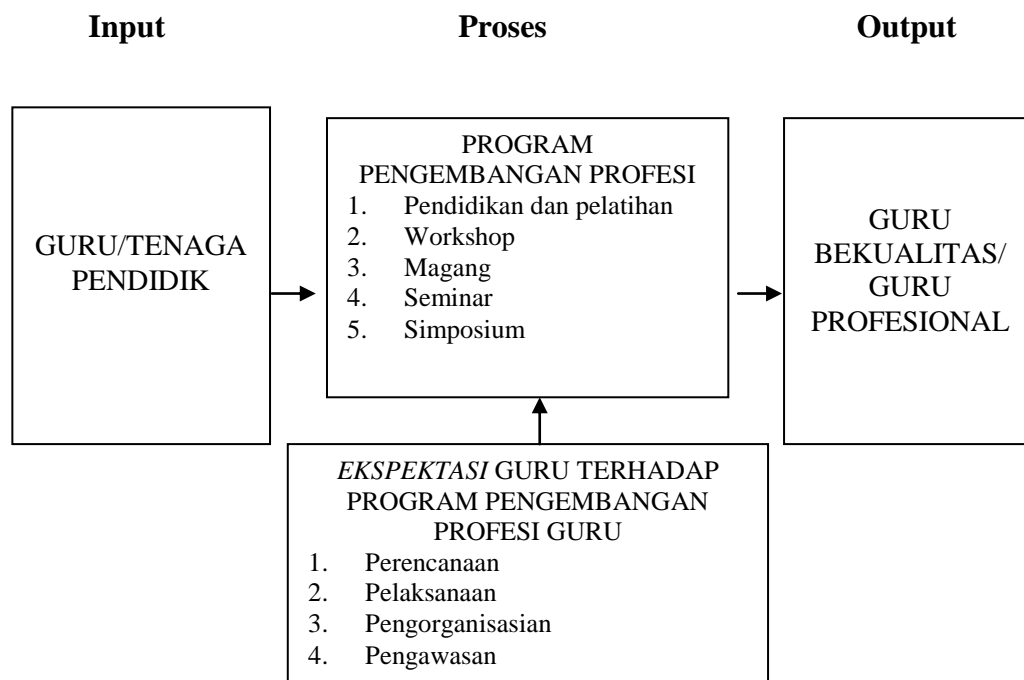 Input Proses Output
GURU/TENAGA
PENDIDIK
PROGRAM
PENGEMBANGAN PROFESI
1. Pendidikan dan pelatihan
2. Workshop
3. Magang
4. Seminar
5. Simposium
GURU
BEKUALITAS/
GURU
PROFESIONAL
EKSPEKTASI GURU TERHADAP
PROGRAM PENGEMBANGAN
PROFESI GURU
1. Perencanaan
2. Pelaksanaan
3. Pengorganisasian
4. Pengawasan